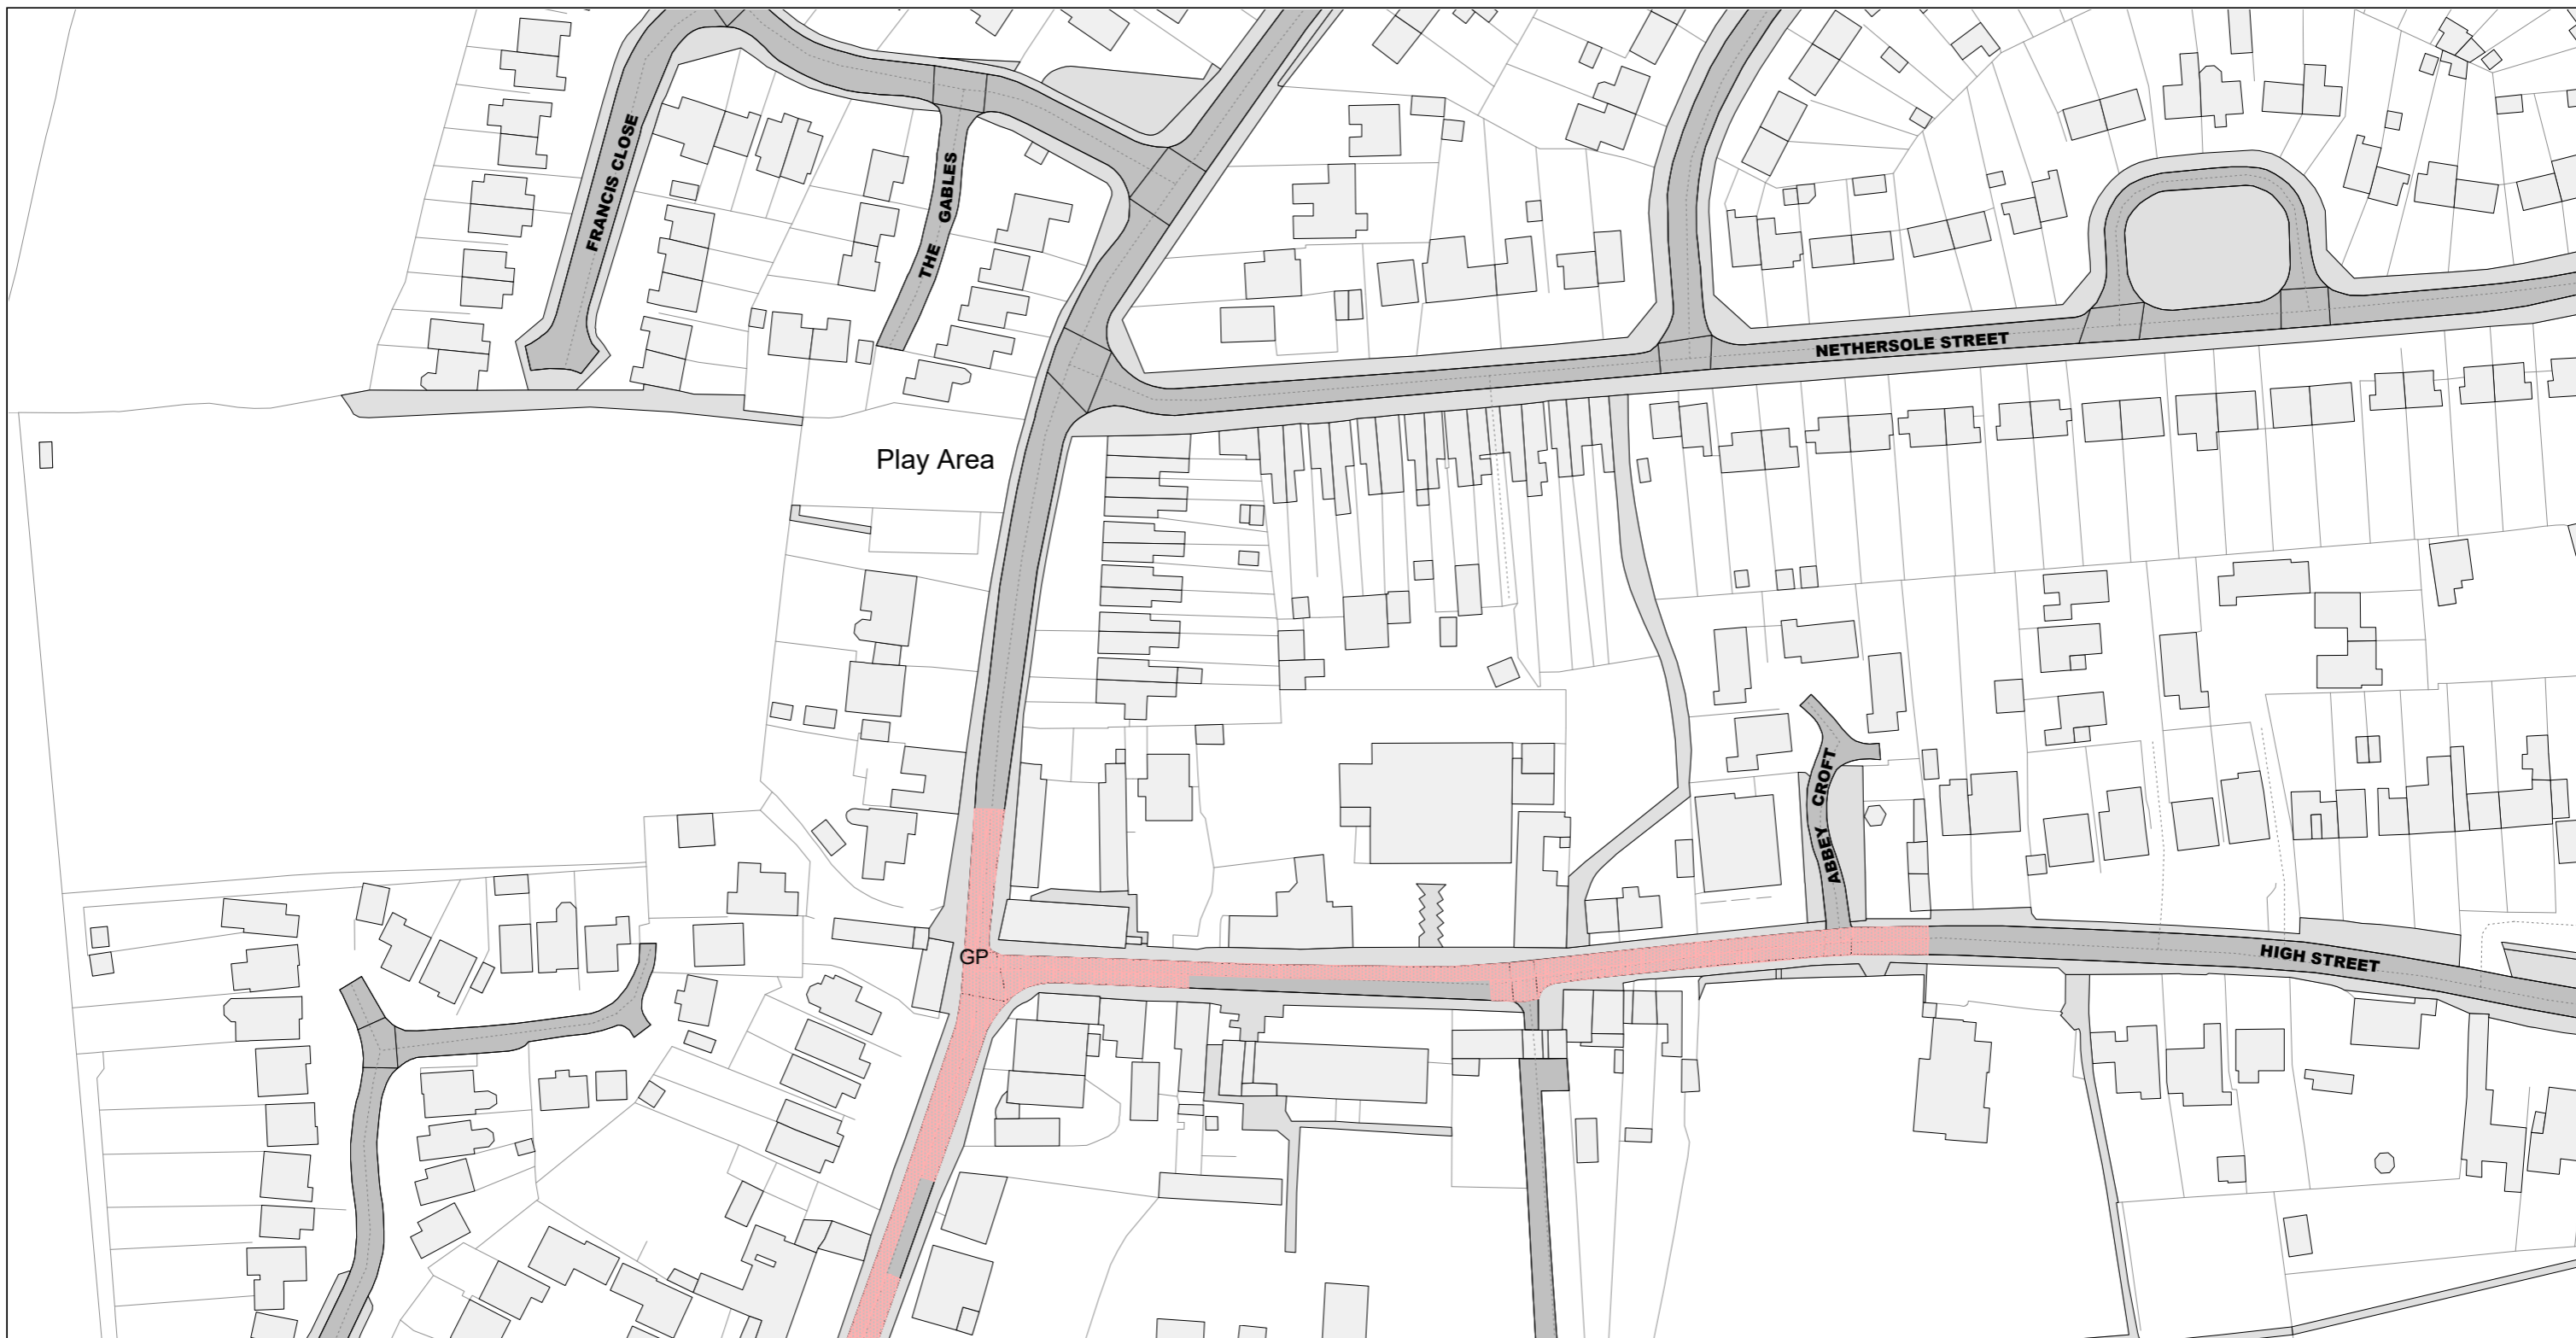 FRANCIS CLOSE
THE GABLES
NETHERSOLE STREET
Play Area
ABBEY CROFT
GP
HIGH STREET